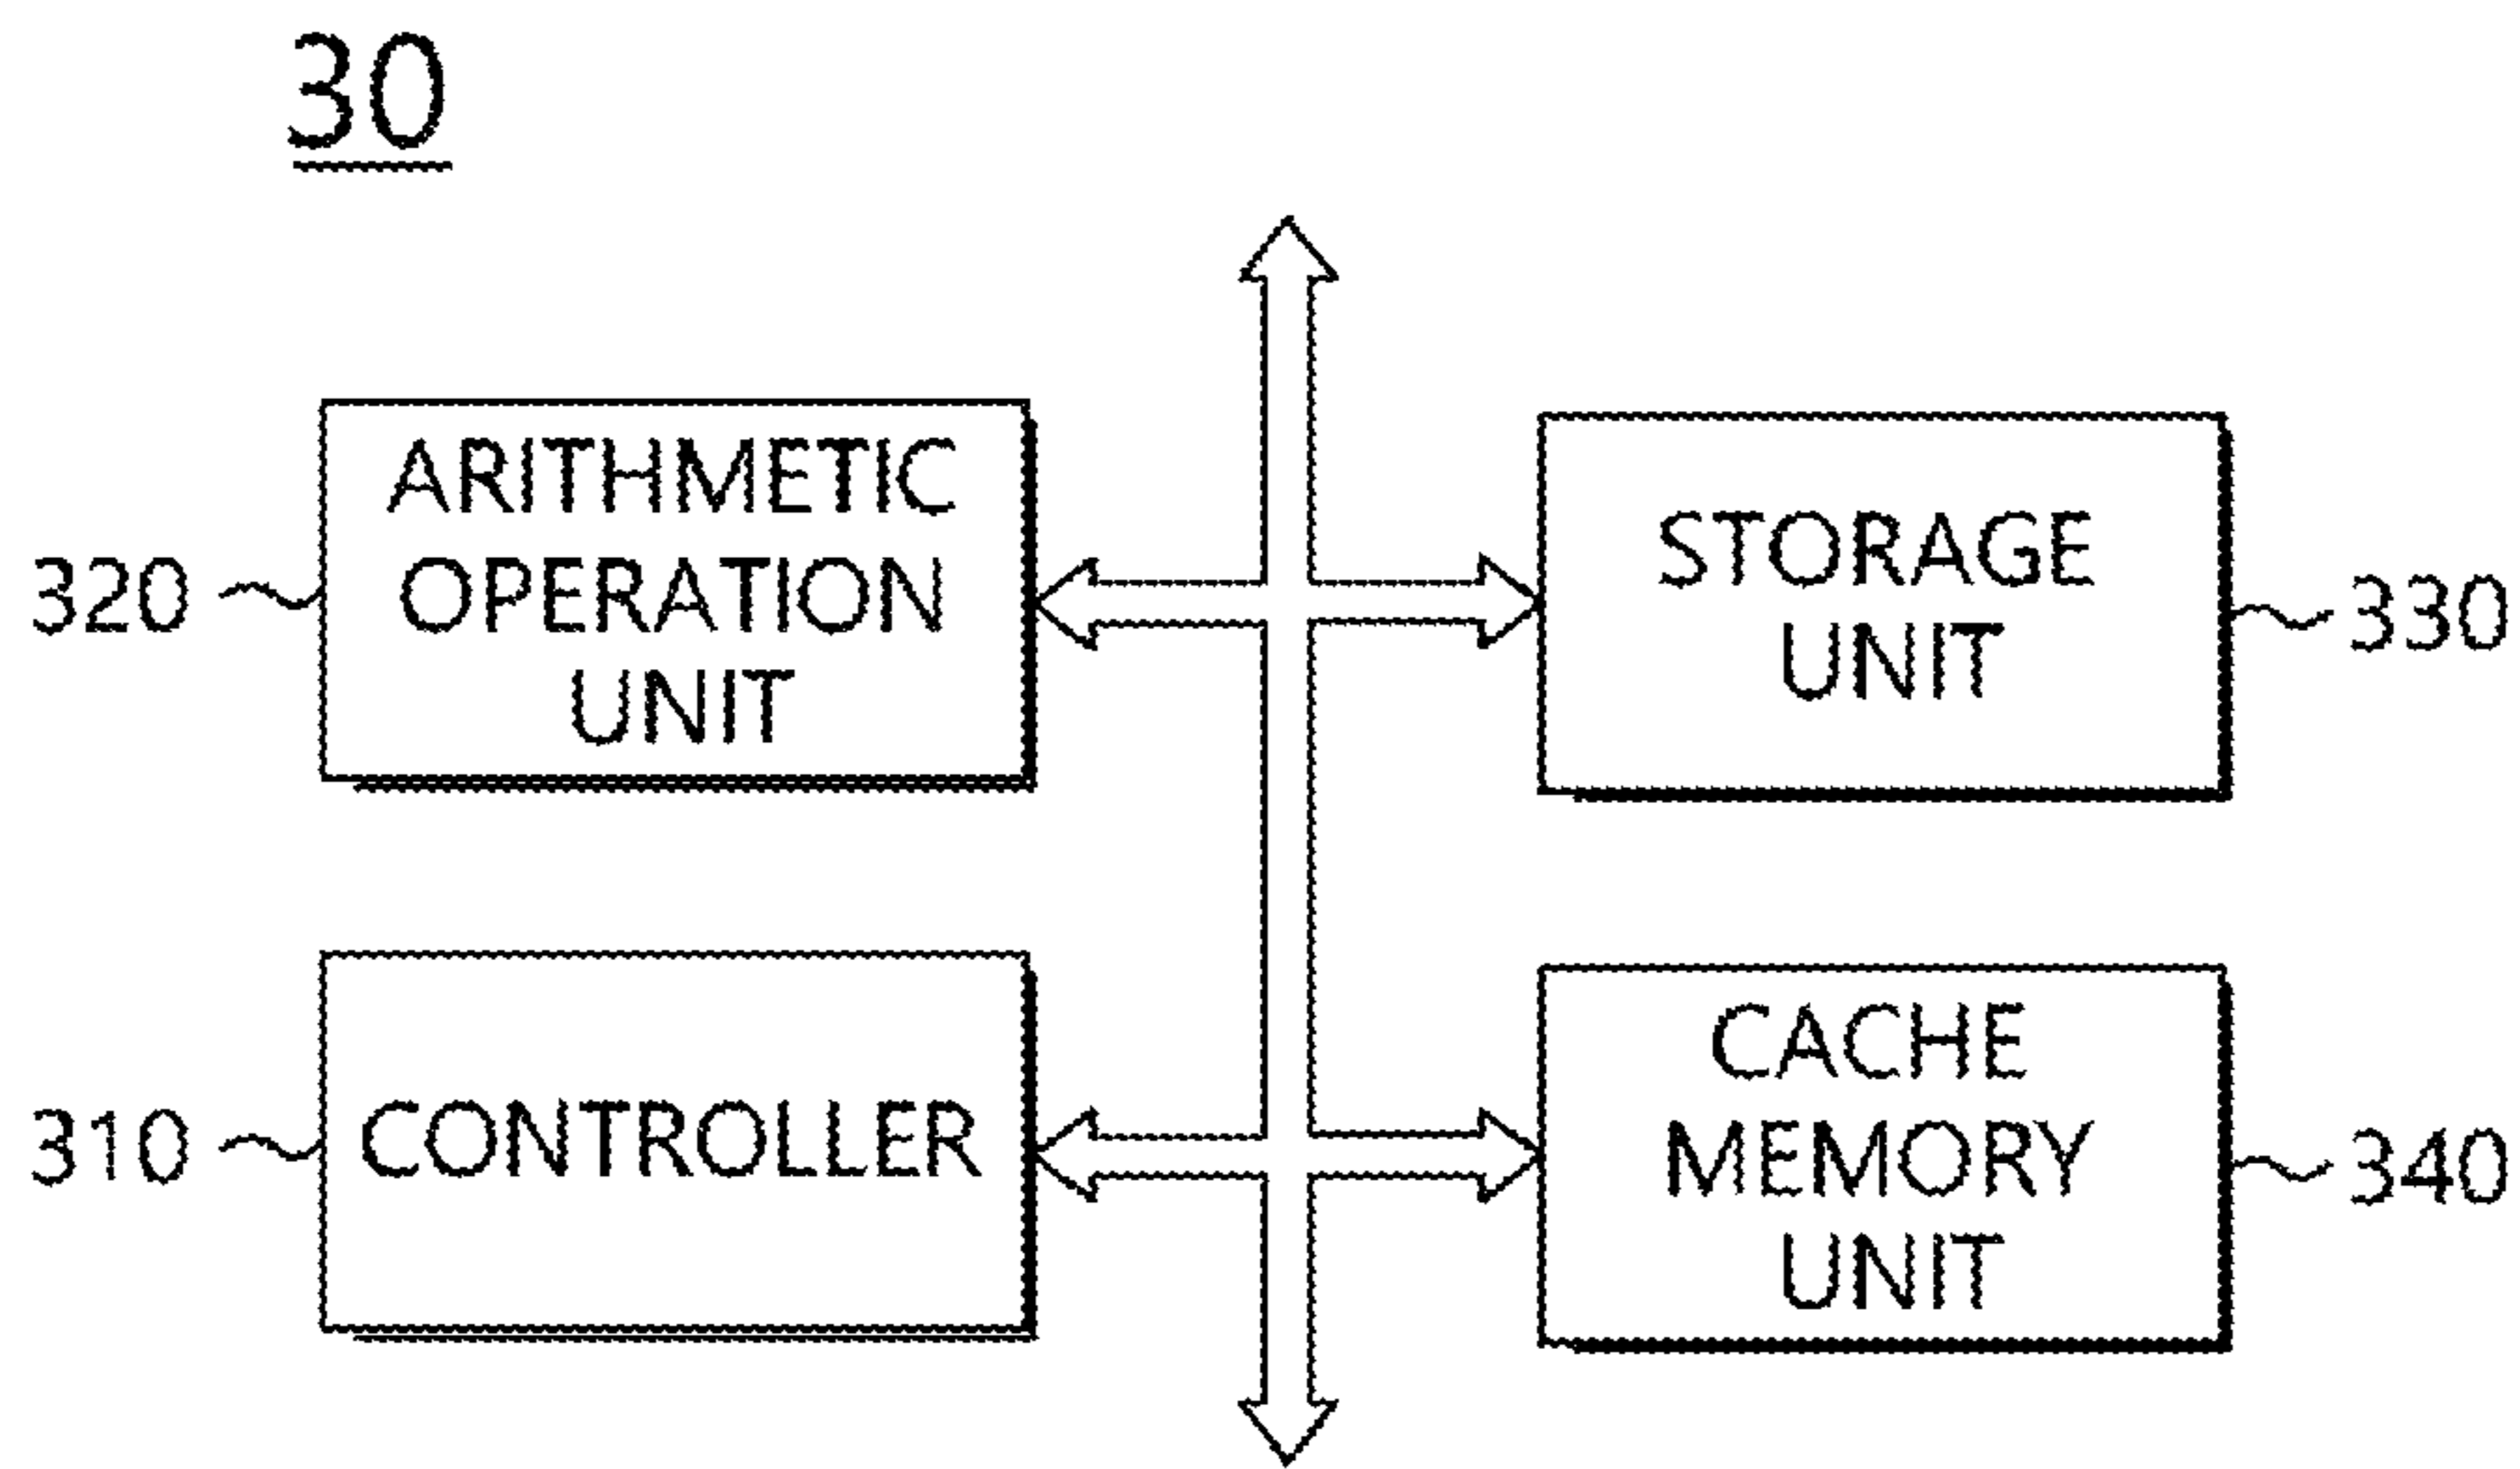 30
ARITHMETIC
OPERATION
UNIT
320
STORAGE
UNIT
330
CONTROLLER
310
CACHE
MEMORY
UNIT
340